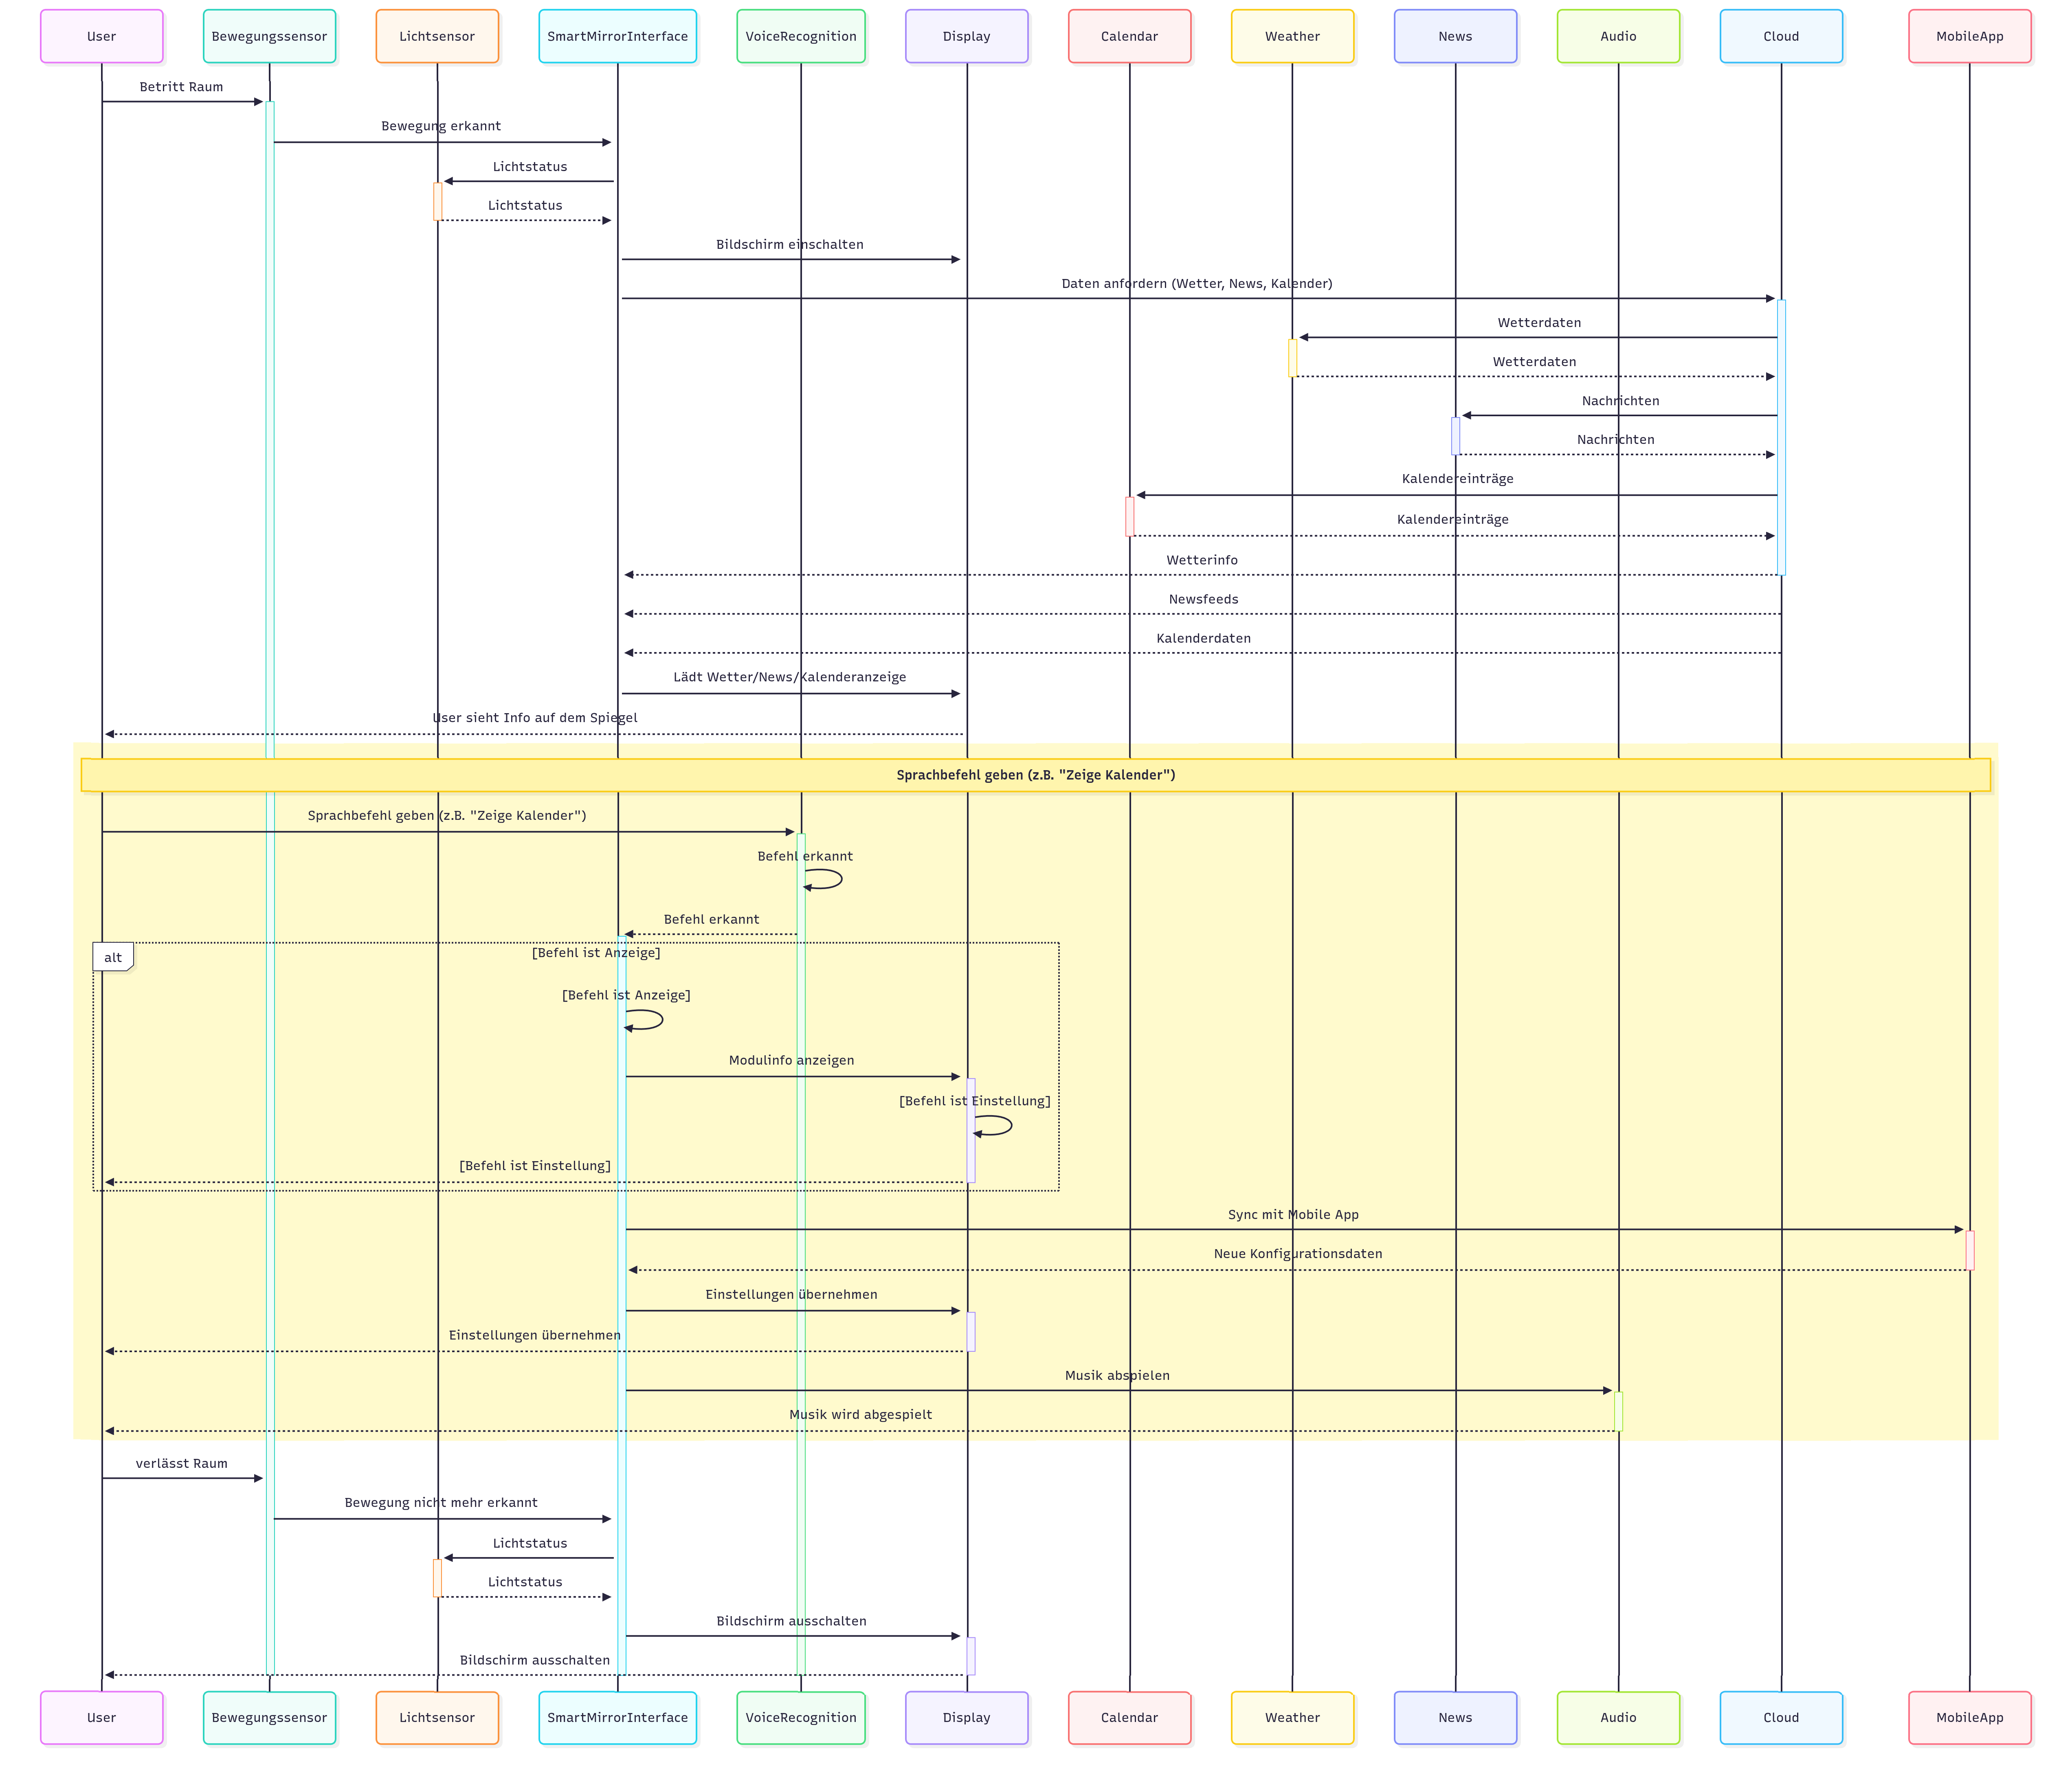 User
Bewegungssensor
Lichtsensor
SmartMirrorInterface
VoiceRecognition
Display
Calendar
Weather
News
Audio
Cloud
MobileApp
Betritt Raum
Bewegung erkannt
Lichtstatus
Lichtstatus
Bildschirm einschalten
Daten anfordern (Wetter, News, Kalender)
Wetterdaten
Wetterdaten
Nachrichten
Nachrichten
Kalendereinträge
Kalendereinträge
Wetterinfo
Newsfeeds
Kalenderdaten
Lädt Wetter/News/Kalenderanzeige
User sieht Info auf dem Spiegel
Sprachbefehl geben (z.B. "Zeige Kalender")
Sprachbefehl geben (z.B. "Zeige Kalender")
Befehl erkannt
Befehl erkannt
alt
[Befehl ist Anzeige]
[Befehl ist Anzeige]
Modulinfo anzeigen
[Befehl ist Einstellung]
[Befehl ist Einstellung]
Sync mit Mobile App
Neue Konfigurationsdaten
Einstellungen übernehmen
Einstellungen übernehmen
Musik abspielen
Musik wird abgespielt
verlässt Raum
Bewegung nicht mehr erkannt
Lichtstatus
Lichtstatus
Bildschirm ausschalten
Bildschirm ausschalten
User
Bewegungssensor
Lichtsensor
SmartMirrorInterface
VoiceRecognition
Display
Calendar
Weather
News
Audio
Cloud
MobileApp